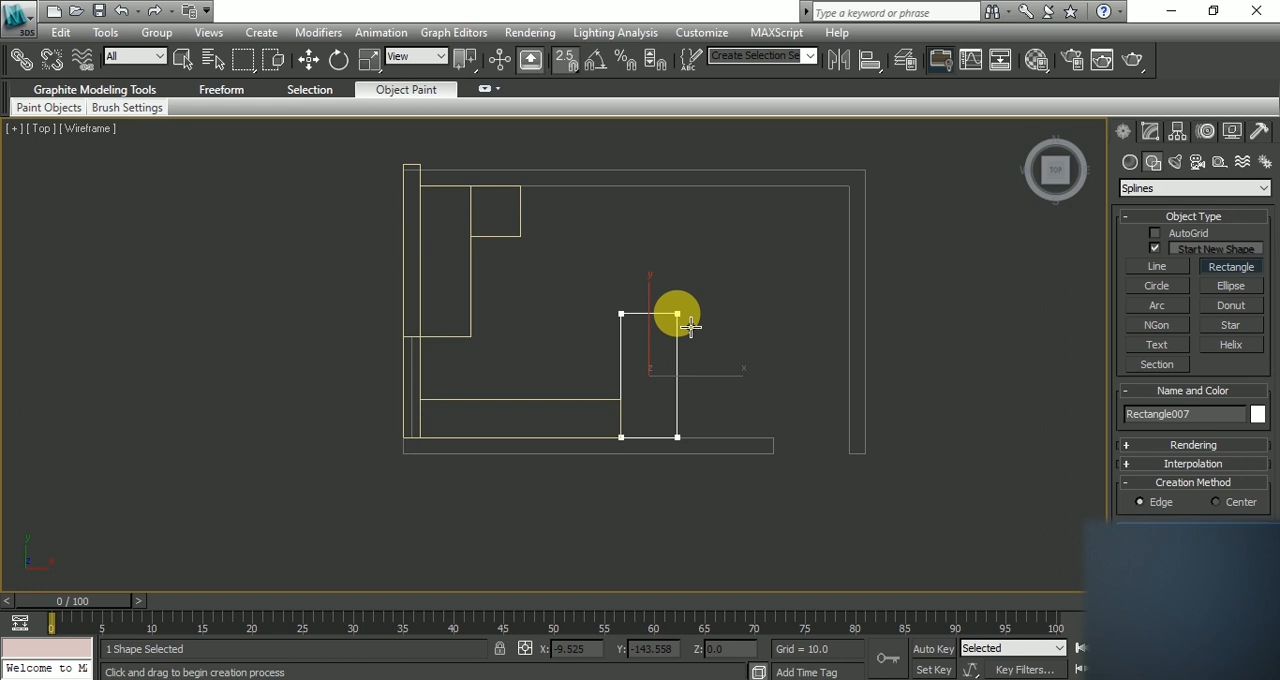 Type a keyword or phrase
3DS
Edit Tools Group Views Create Modifiers Animation Graph Editors Rendering Lighting Analysis Customize MAXScript Help
All View 2.5 ABC Create Selection Se
Graphite Modeling Tools Freeform Selection Object Paint
Paint Objects Brush Settings
[ + ] [ Top ] [ Wireframe ]
N
TOP
S
Splines
- Object Type
AutoGrid
Start New Shape
Line Rectangle
Circle Ellipse
Arc Donut
NGon Star
Text Helix
Section
- Name and Color
Rectangle007
+ Rendering
+ Interpolation
- Creation Method
Edge Center
y
z x
y
x
< 0 / 100 >
0 5 10 15 20 25 30 35 40 45 50 55 60 65 70 75 80 85 90 95 100
1 Shape Selected X: -9.525 Y: -143.558 Z: 0.0 Grid = 10.0 Auto Key Selected
Welcome to M Click and drag to begin creation process Add Time Tag Set Key Key Filters...